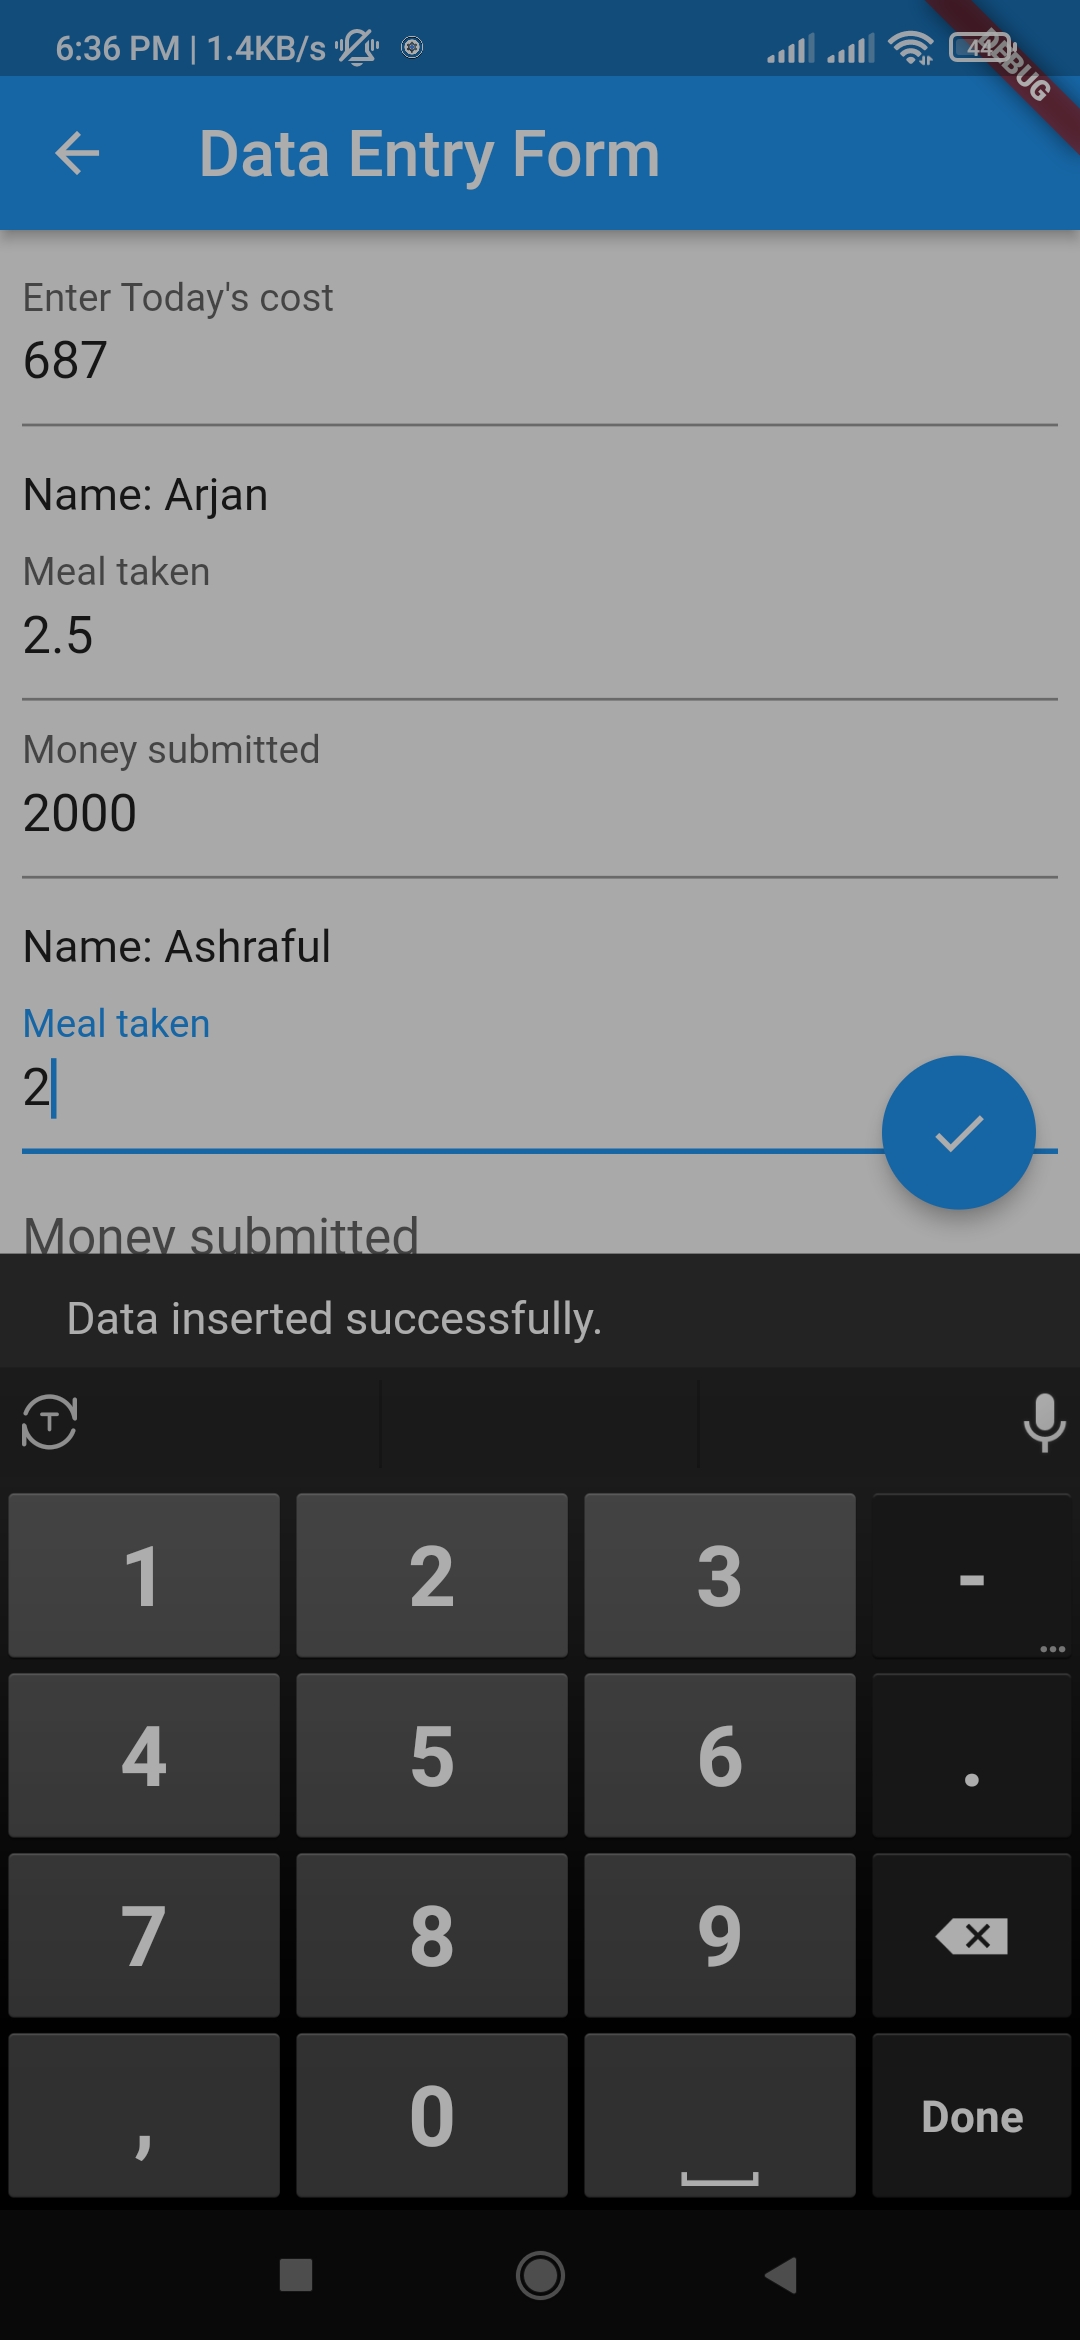 6:36 PM | 1.4KB/s
44
DEBUG
Data Entry Form
Enter Today's cost
687
Name: Arjan
Meal taken
2.5
Money submitted
2000
Name: Ashraful
Meal taken
2
Money submitted
Data inserted successfully.
T
1 2 3 -
...
4 5 6 .
7 8 9
, 0 Done